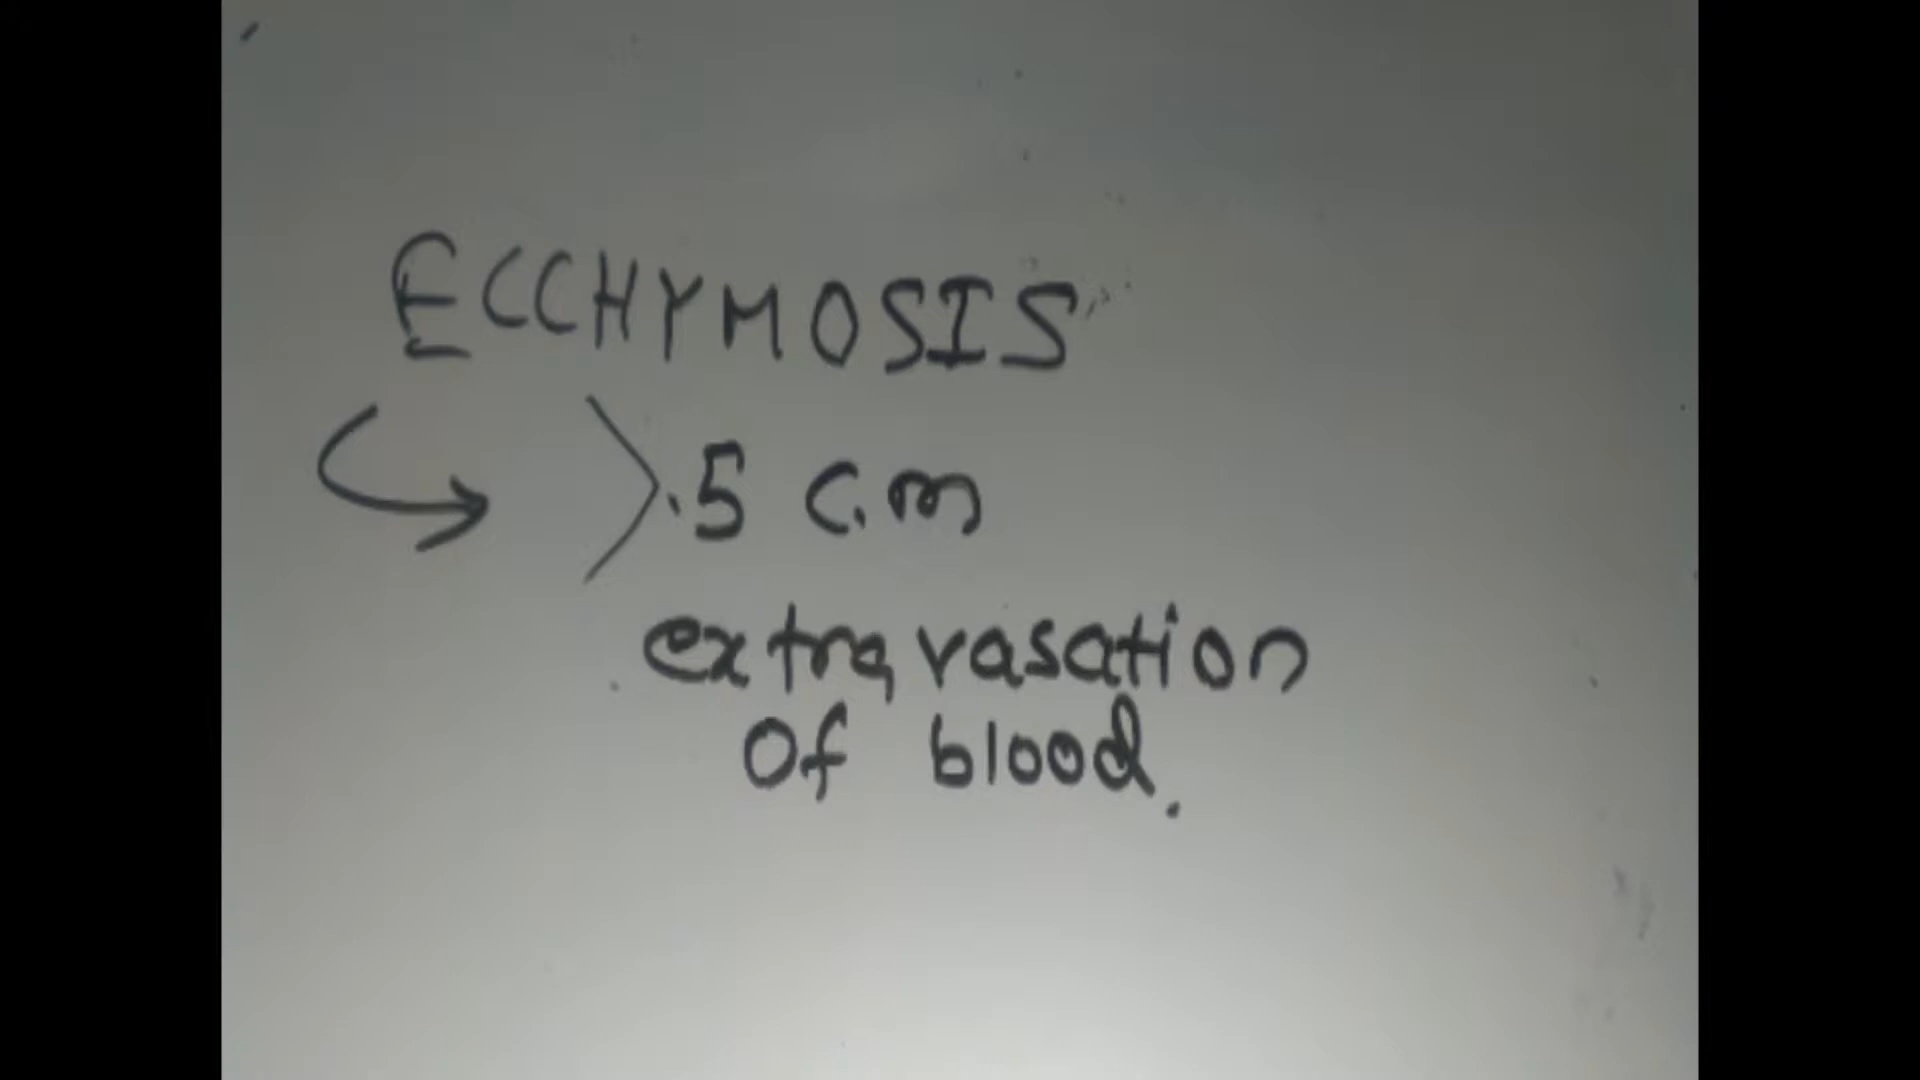 ECCHYMOSIS
> .5 c.m
extravasation
Of blood.